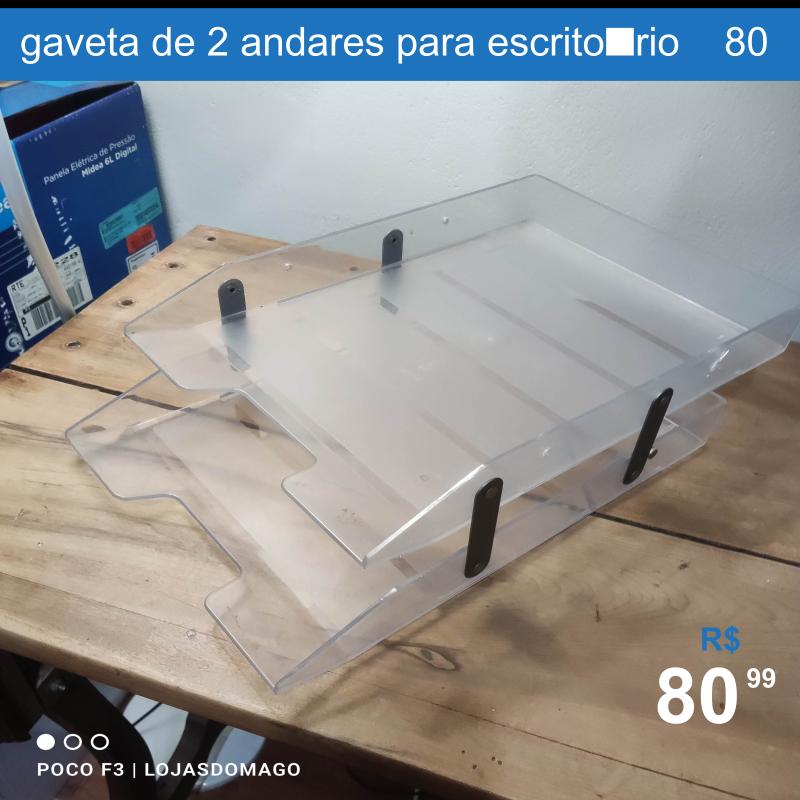 gaveta de 2 andares para escrito■rio 80
Panela Elétrica de Pressão
Midea 6L Digital
RTE
R$
80 99
POCO F3 | LOJASDOMAGO